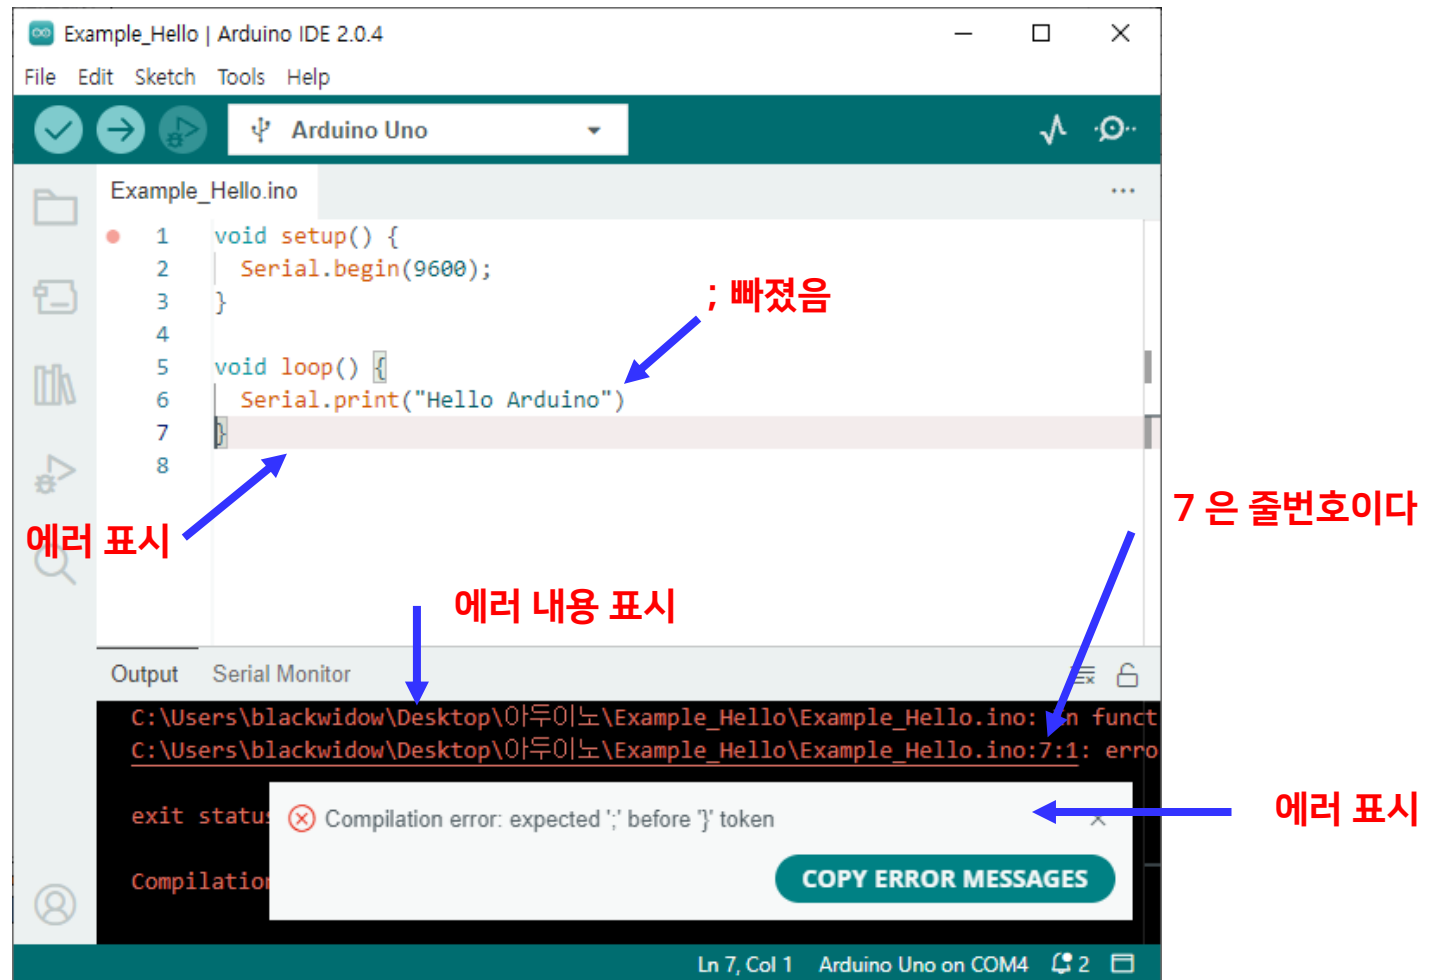 Example_Hello | Arduino IDE 2.0.4
File Edit Sketch Tools Help
Arduino Uno
Example_Hello.ino
1 void setup() {
2 Serial.begin(9600);
3 }
4
5 void loop() {
6 Serial.print("Hello Arduino")
7 }
8
; 빠졌음
에러 표시
7 은 줄번호이다
에러 내용 표시
Output Serial Monitor
C:\Users\blackwidow\Desktop\아두이노\Example_Hello\Example_Hello.ino: n funct
C:\Users\blackwidow\Desktop\아두이노\Example_Hello\Example_Hello.ino:7:1: erro
exit status
Compilation error: expected ';' before '}' token
에러 표시
Compilation
COPY ERROR MESSAGES
Ln 7, Col 1 Arduino Uno on COM4 2